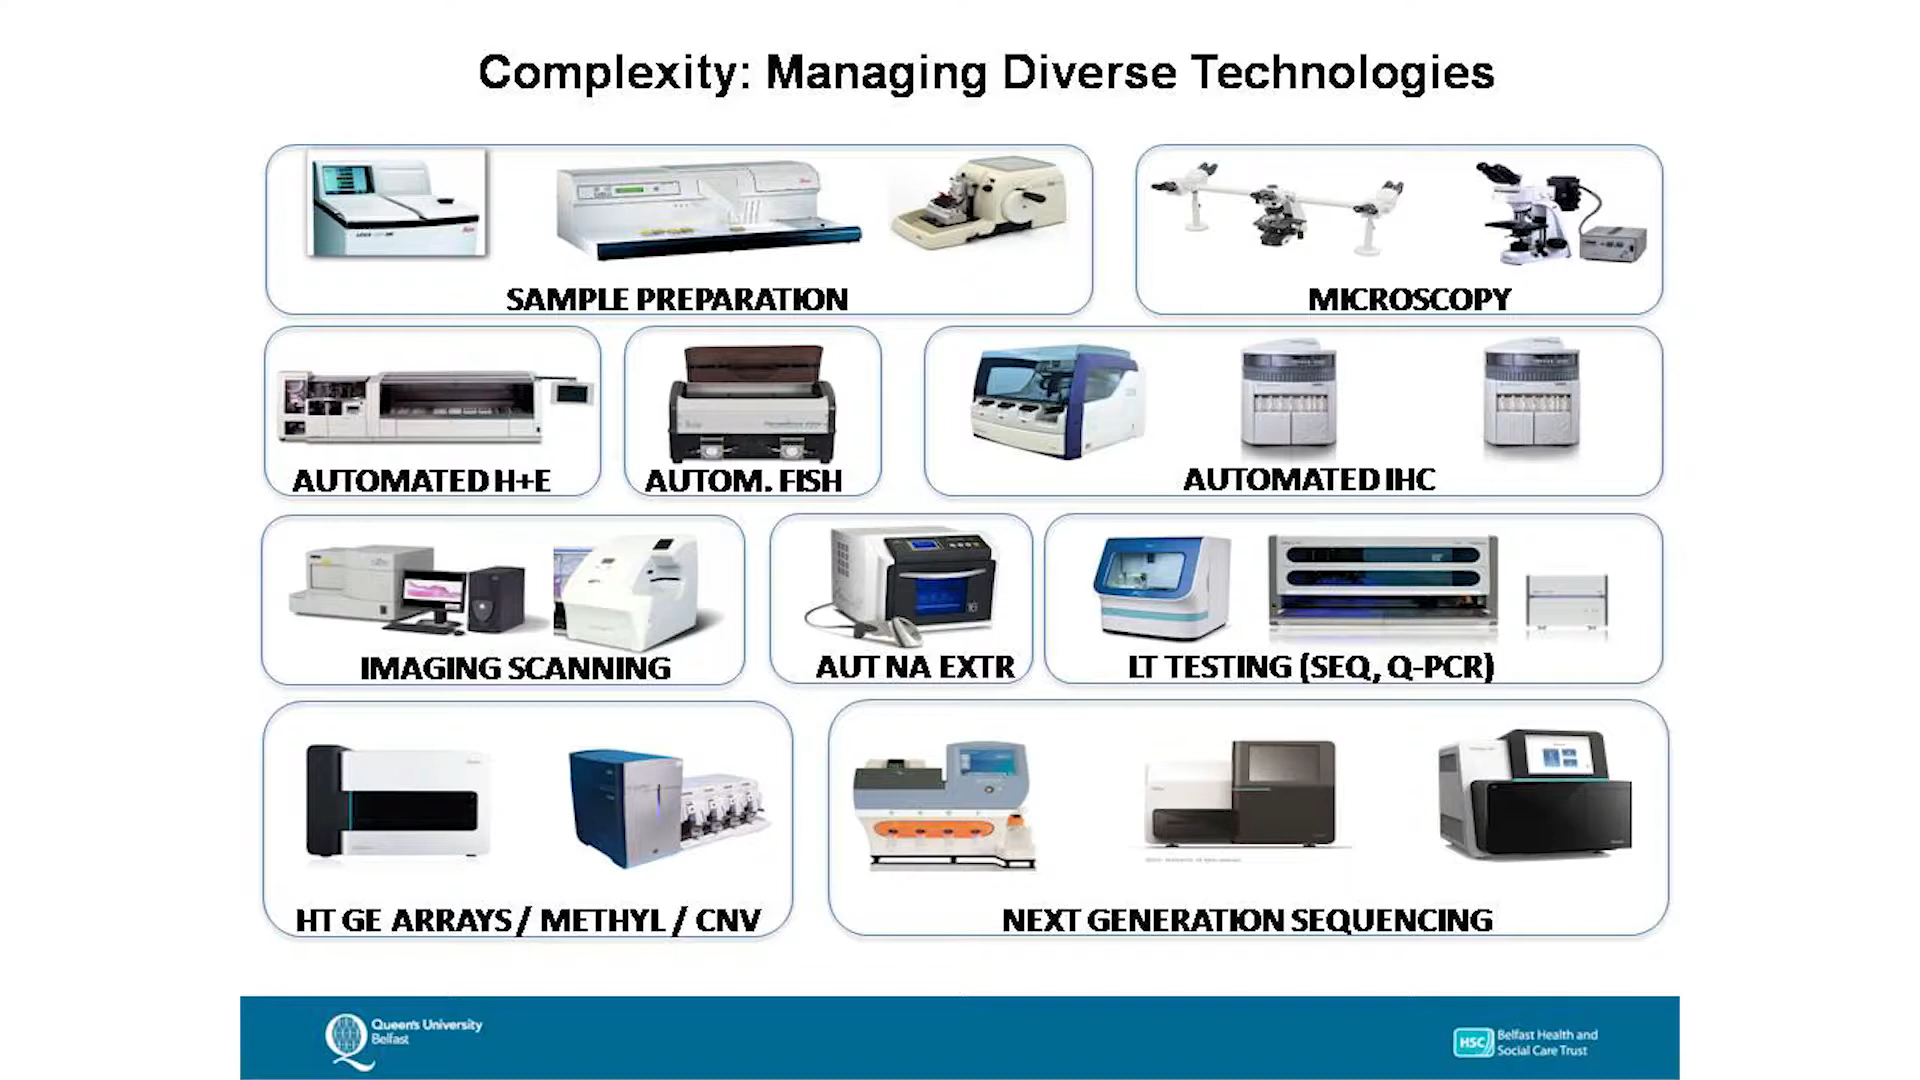 Complexity: Managing Diverse Technologies
SAMPLE PREPARATION
MICROSCOPY
AUTOMATED H+E
AUTOM. FISH
AUTOMATED IHC
IMAGING SCANNING
AUT NA EXTR
LT TESTING (SEQ, Q-PCR)
HT GE ARRAYS / METHYL / CNV
NEXT GENERATION SEQUENCING
Queen's University
Belfast
HSC
Belfast Health and
Social Care Trust